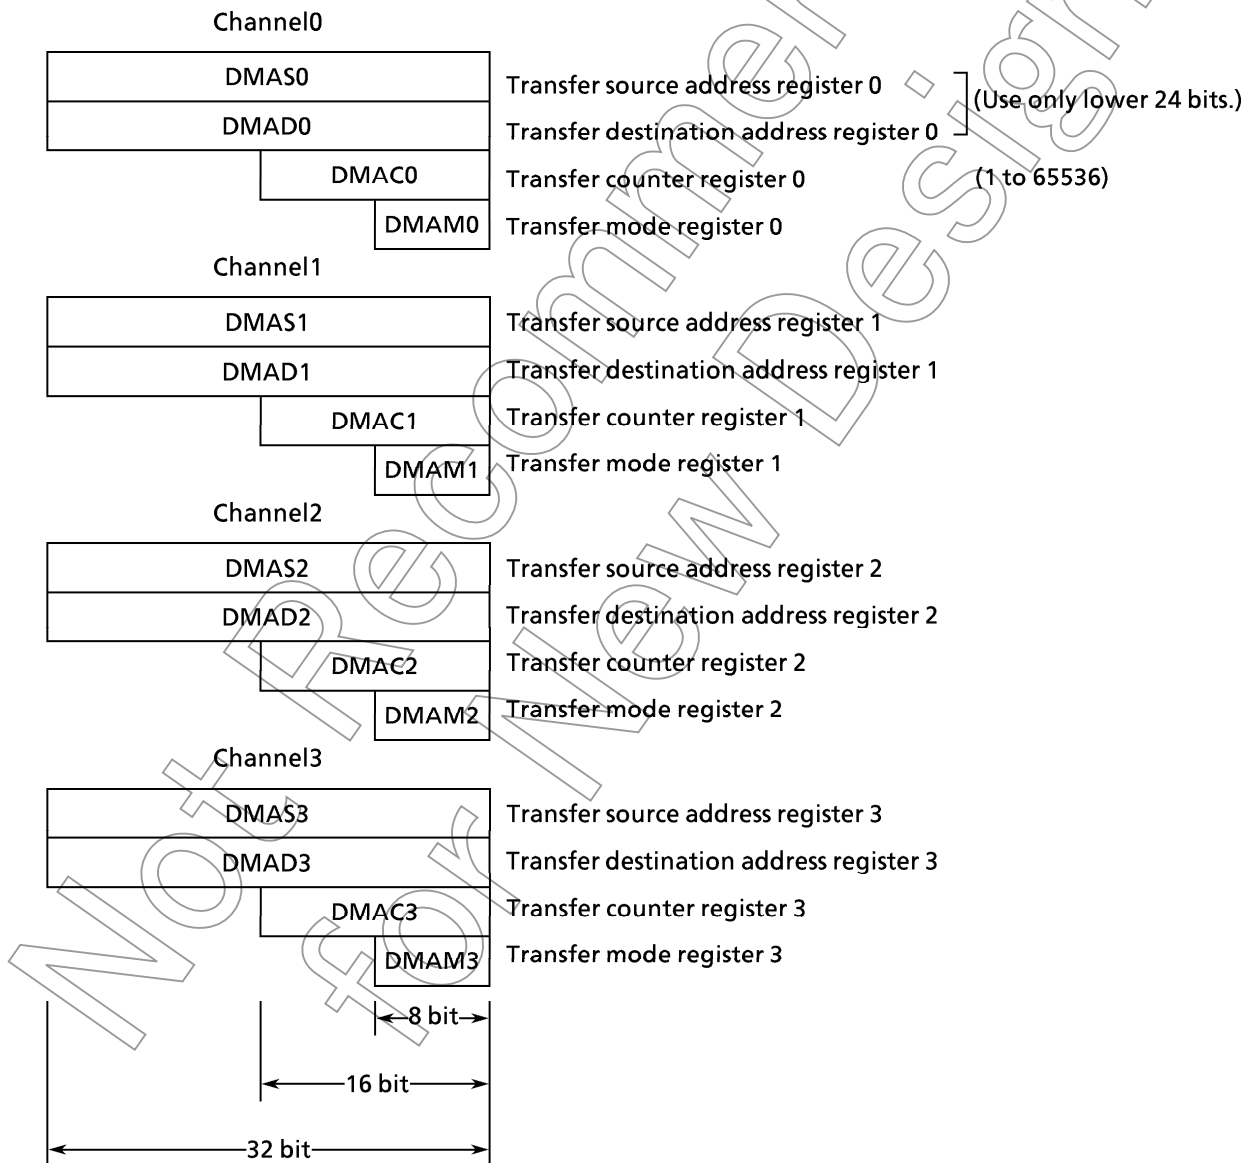 Channel0
DMAS0 Transfer source address register 0
(Use only lower 24 bits.)
DMAD0 Transfer destination address register 0
DMAC0 Transfer counter register 0 (1 to 65536)
DMAM0 Transfer mode register 0
Channel1
DMAS1 Transfer source address register 1
DMAD1 Transfer destination address register 1
DMAC1 Transfer counter register 1
DMAM1 Transfer mode register 1
Channel2
DMAS2 Transfer source address register 2
DMAD2 Transfer destination address register 2
DMAC2 Transfer counter register 2
DMAM2 Transfer mode register 2
Channel3
DMAS3 Transfer source address register 3
DMAD3 Transfer destination address register 3
DMAC3 Transfer counter register 3
DMAM3 Transfer mode register 3
8 bit
16 bit
32 bit
Not Recommen
for New Design